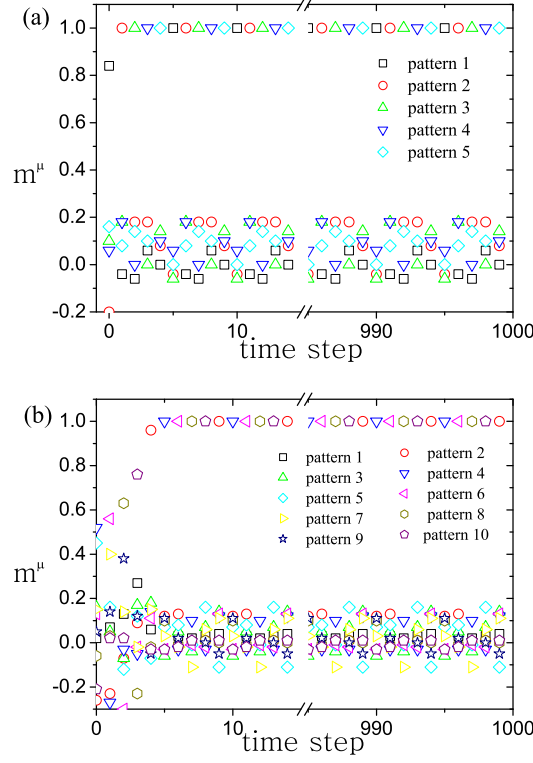 (a)
1.0
0.8
0.6
0.4
0.2
0.0
-0.2
m^μ
pattern 1
pattern 2
pattern 3
pattern 4
pattern 5
0 10 990 1000
time step
(b)
1.0
0.8
0.6
0.4
0.2
0.0
-0.2
m^μ
pattern 1 pattern 2
pattern 3 pattern 4
pattern 5 pattern 6
pattern 7 pattern 8
pattern 9 pattern 10
0 10 990 1000
time step